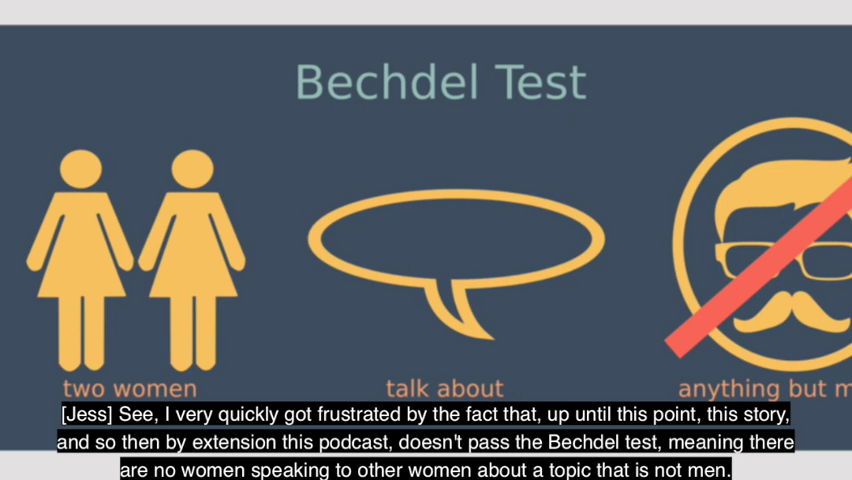 Bechdel Test
two women
talk about
anything but m
[Jess] See, I very quickly got frustrated by the fact that, up until this point, this story,
and so then by extension this podcast, doesn't pass the Bechdel test, meaning there
are no women speaking to other women about a topic that is not men.